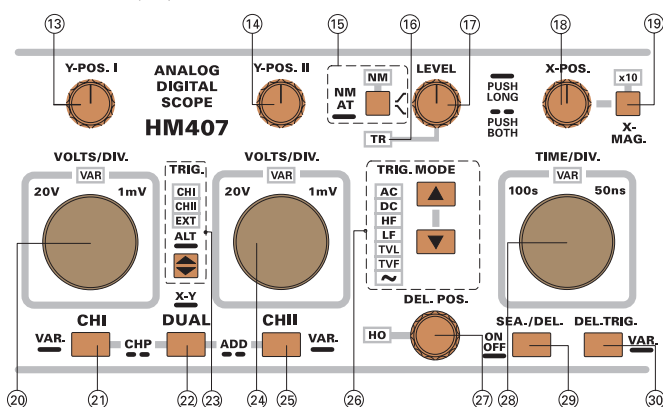 13 14 15 16 17 18 19
Y-POS. I
ANALOG
DIGITAL
SCOPE
HM407
Y-POS. II
NM
AT
NM
LEVEL
TR
PUSH
LONG
PUSH
BOTH
X-POS.
x10
X-
MAG.
VOLTS/DIV.
VAR
20V 1mV
TRIG.
CHI
CHII
EXT
ALT
VOLTS/DIV.
VAR
20V 1mV
TRIG. MODE
AC
DC
HF
LF
TVL
TVF
~
TIME/DIV.
VAR
100s 50ns
X-Y
CHI
DUAL
CHII
VAR.
CHP
ADD
VAR.
DEL. POS.
HO
ON
OFF
SEA./DEL.
DEL.TRIG.
VAR.
20 21 22 23 24 25 26 27 28 29 30